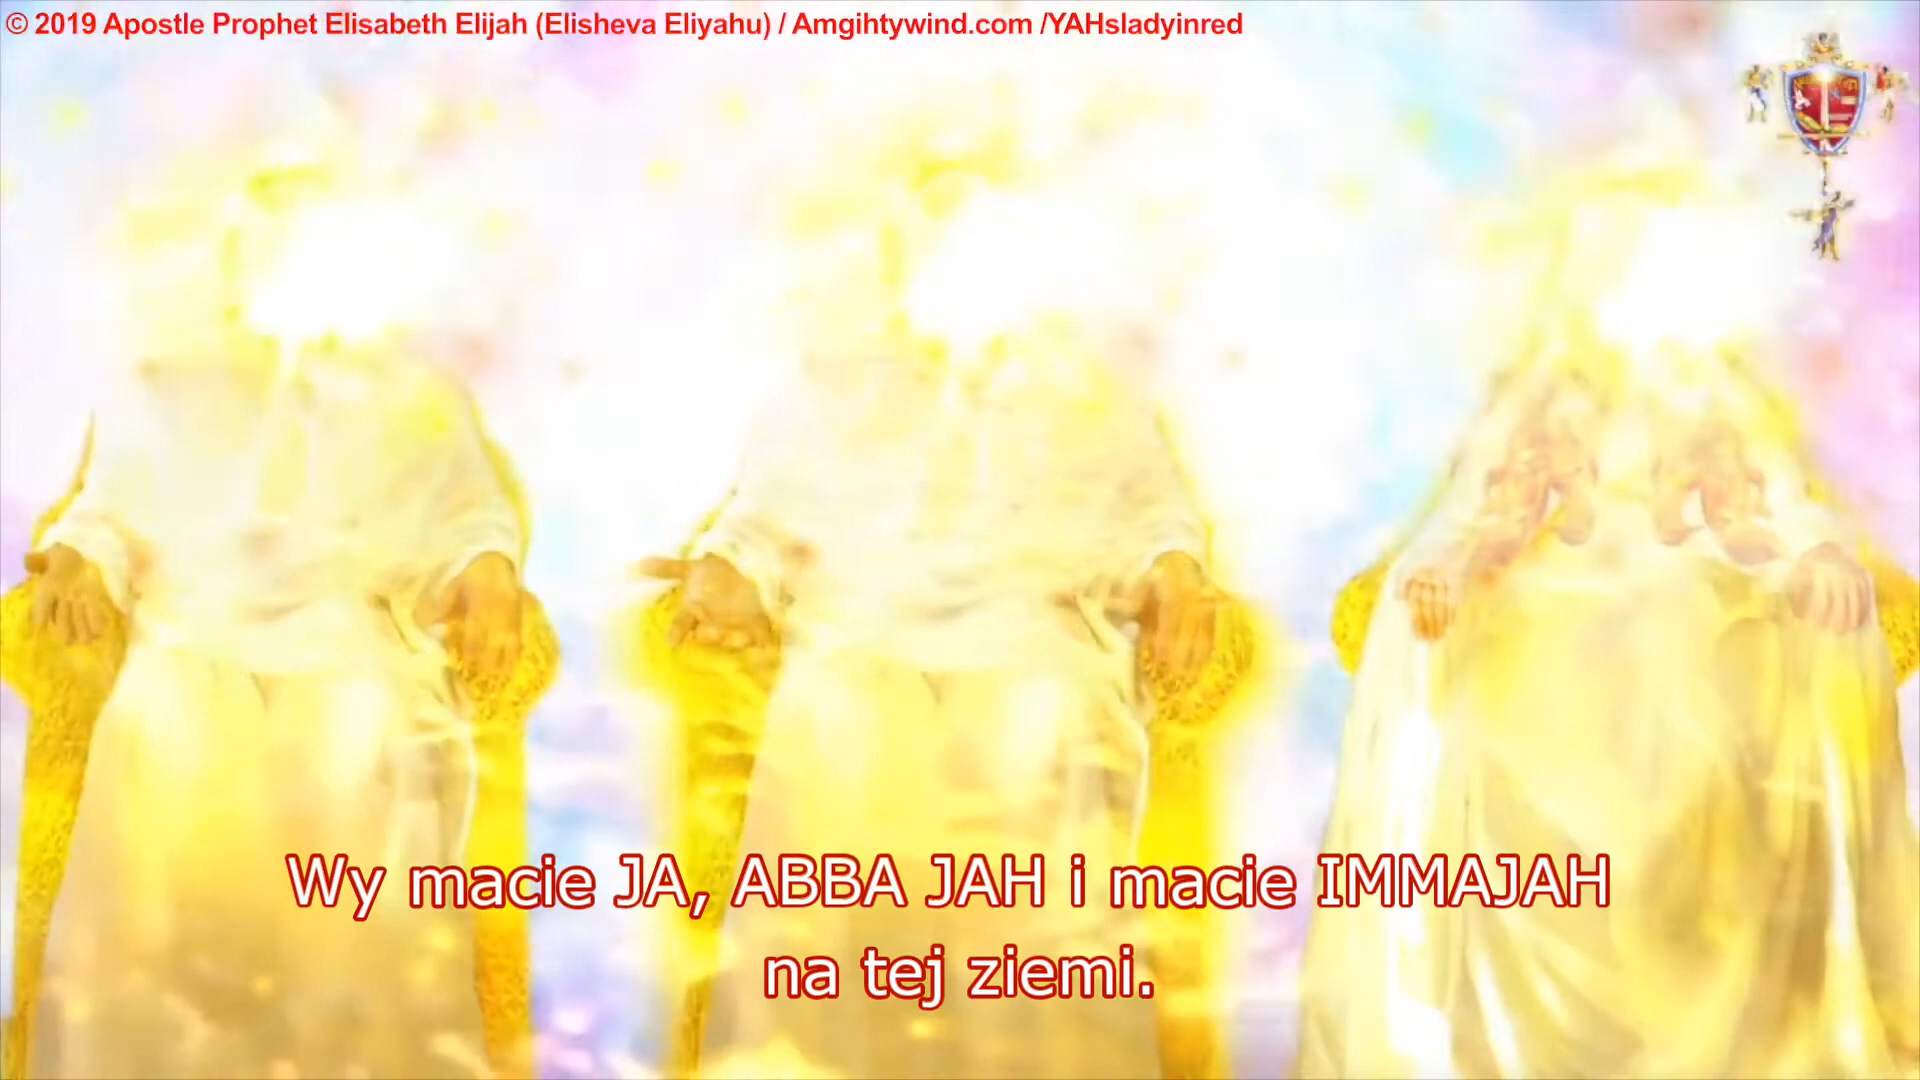 © 2019 Apostle Prophet Elisabeth Elijah (Elisheva Eliyahu) / Amgihtywind.com /YAHsladyinred
Wy macie JA, ABBA JAH i macie IMMAJAH
na tej ziemi.